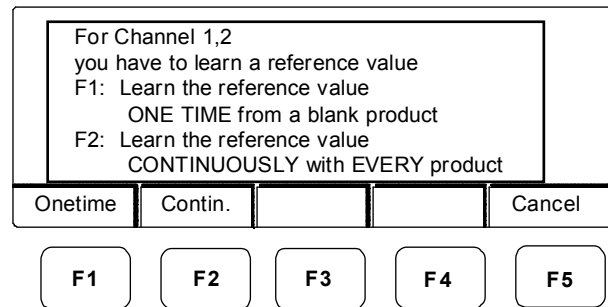 For Channel 1,2
you have to learn a reference value
F1: Learn the reference value
ONE TIME from a blank product
F2: Learn the reference value
CONTINUOUSLY with EVERY product
Onetime Contin. Cancel
F1 F2 F3 F4 F5